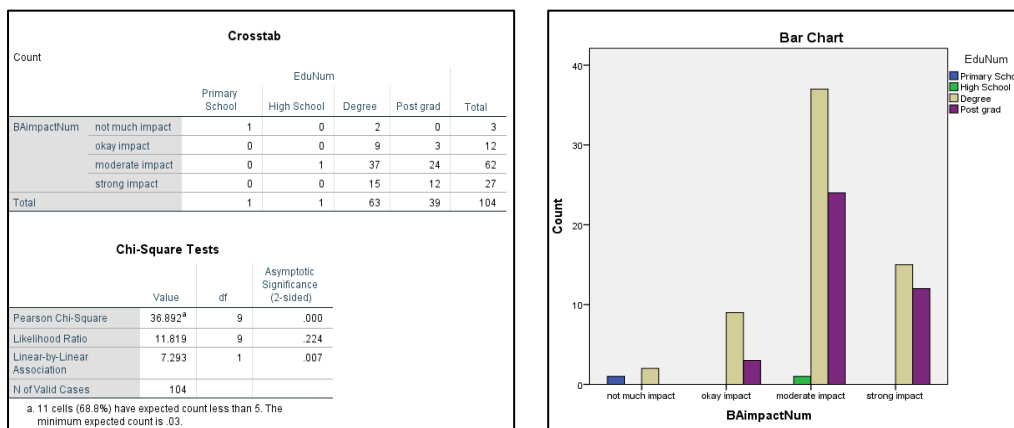 Crosstab
Count
EduNum
Primary School High School Degree Post grad Total
BAimpactNum not much impact 1 0 2 0 3
okay impact 0 0 9 3 12
moderate impact 0 1 37 24 62
strong impact 0 0 15 12 27
Total 1 1 63 39 104
Chi-Square Tests
Value df Asymptotic Significance (2-sided)
Pearson Chi-Square 36.892a 9 .000
Likelihood Ratio 11.819 9 .224
Linear-by-Linear Association 7.293 1 .007
N of Valid Cases 104
a. 11 cells (68.8%) have expected count less than 5. The
minimum expected count is .03.
Bar Chart
EduNum
Primary School
High School
Degree
Post grad
Count
40
30
20
10
0
not much impact okay impact moderate impact strong impact
BAimpactNum